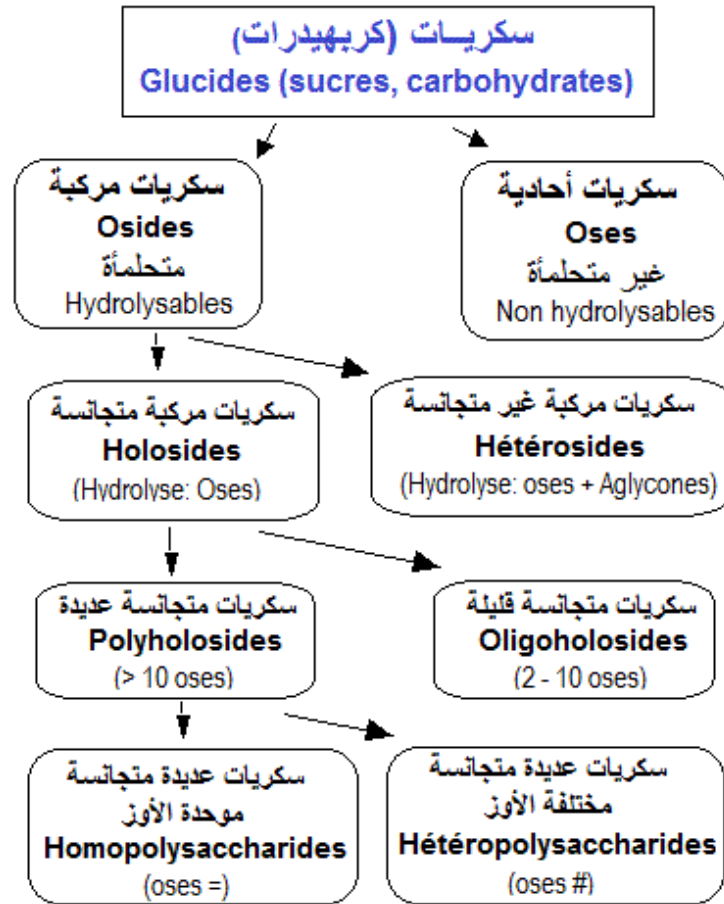 سكريــات (كربهيدرات)
Glucides (sucres, carbohydrates)
سكريات مركبة
Osides
متحلمأة
Hydrolysables
سكريات أحادية
Oses
غير متحلمأة
Non hydrolysables
سكريات مركبة متجانسة
Holosides
(Hydrolyse: Oses)
سكريات مركبة غير متجانسة
Hétérosides
(Hydrolyse: oses + Aglycones)
سكريات متجانسة عديدة
Polyholosides
(> 10 oses)
سكريات متجانسة قليلة
Oligoholosides
(2 - 10 oses)
سكريات عديدة متجانسة
موحدة الأوز
Homopolysaccharides
(oses =)
سكريات عديدة متجانسة
مختلفة الأوز
Hétéropolysaccharides
(oses #)